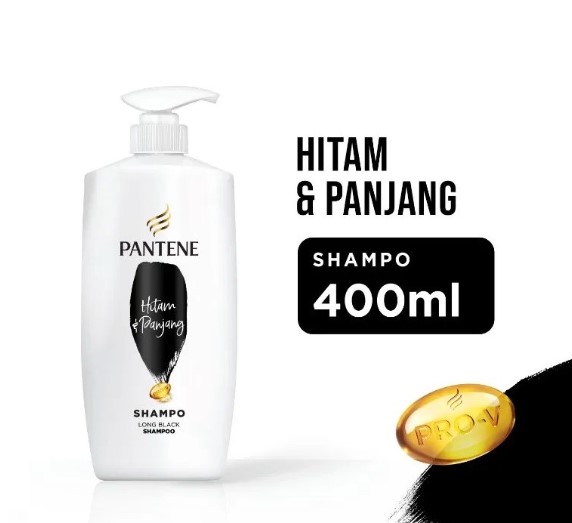 PANTENE
Hitam
& Panjang
SHAMPO
LONG BLACK
SHAMPOO
HITAM
& PANJANG
SHAMPO
400ml
PRO-V